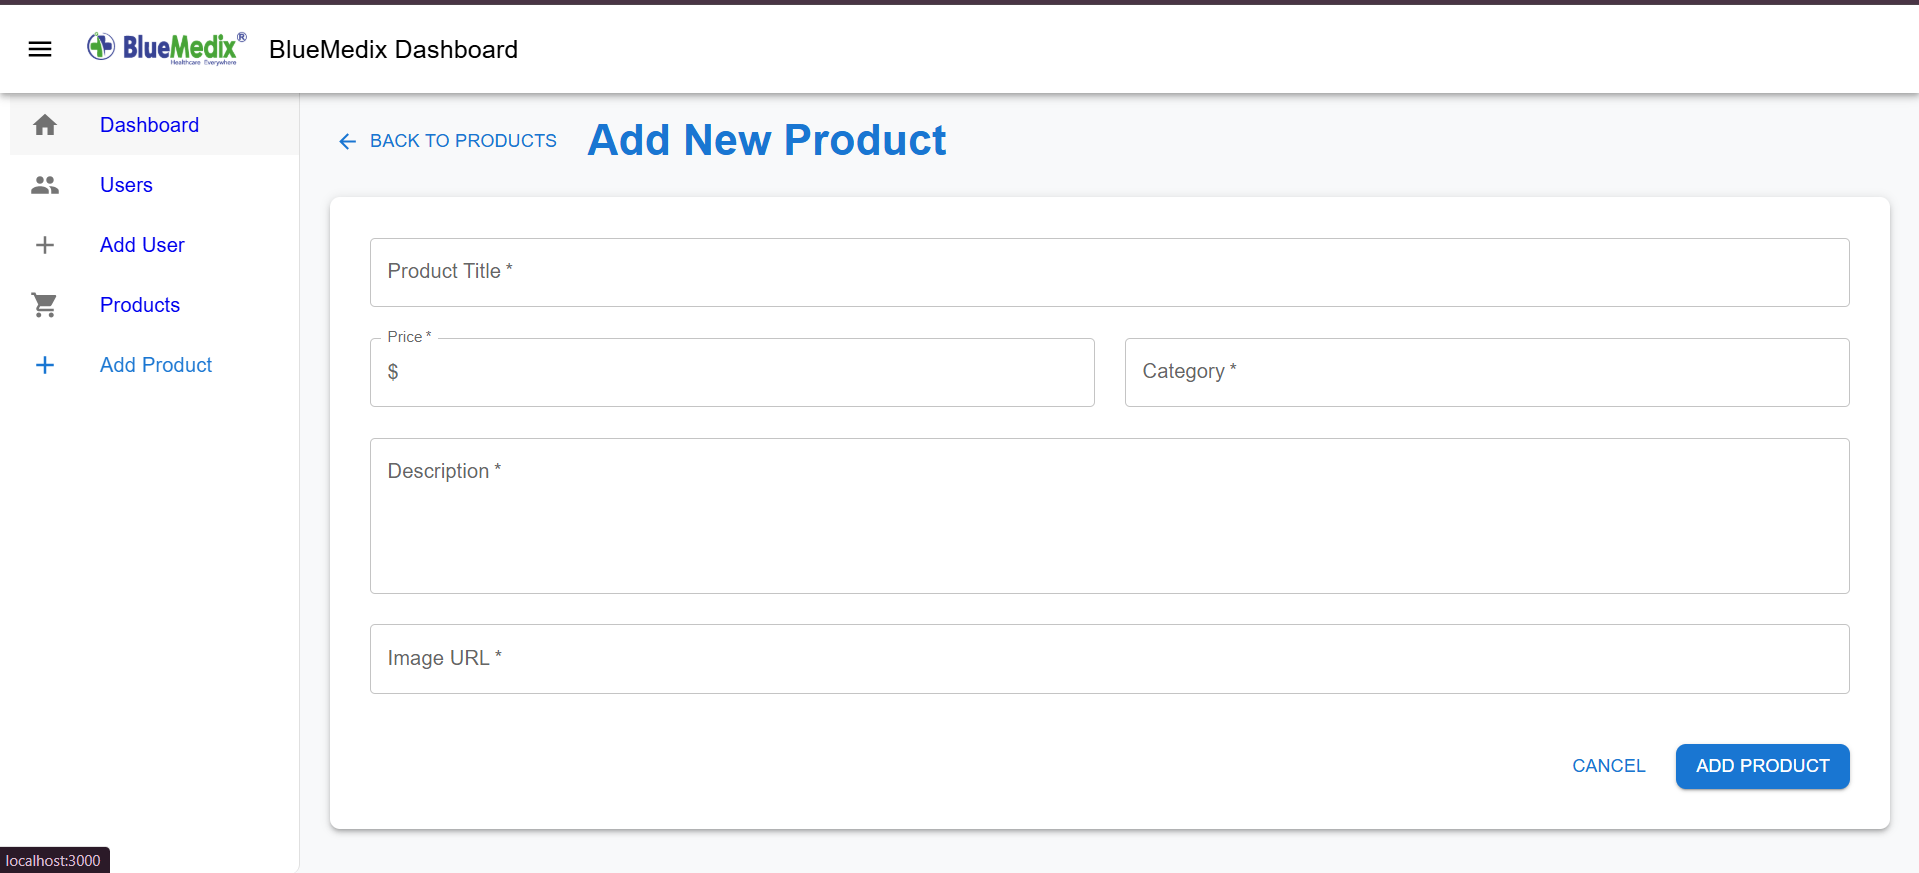 BlueMedix®
Healthcare Everywhere
BlueMedix Dashboard
Dashboard
Users
Add User
Products
Add Product
BACK TO PRODUCTS
Add New Product
Product Title *
Price *
$
Category *
Description *
Image URL *
CANCEL
ADD PRODUCT
localhost:3000